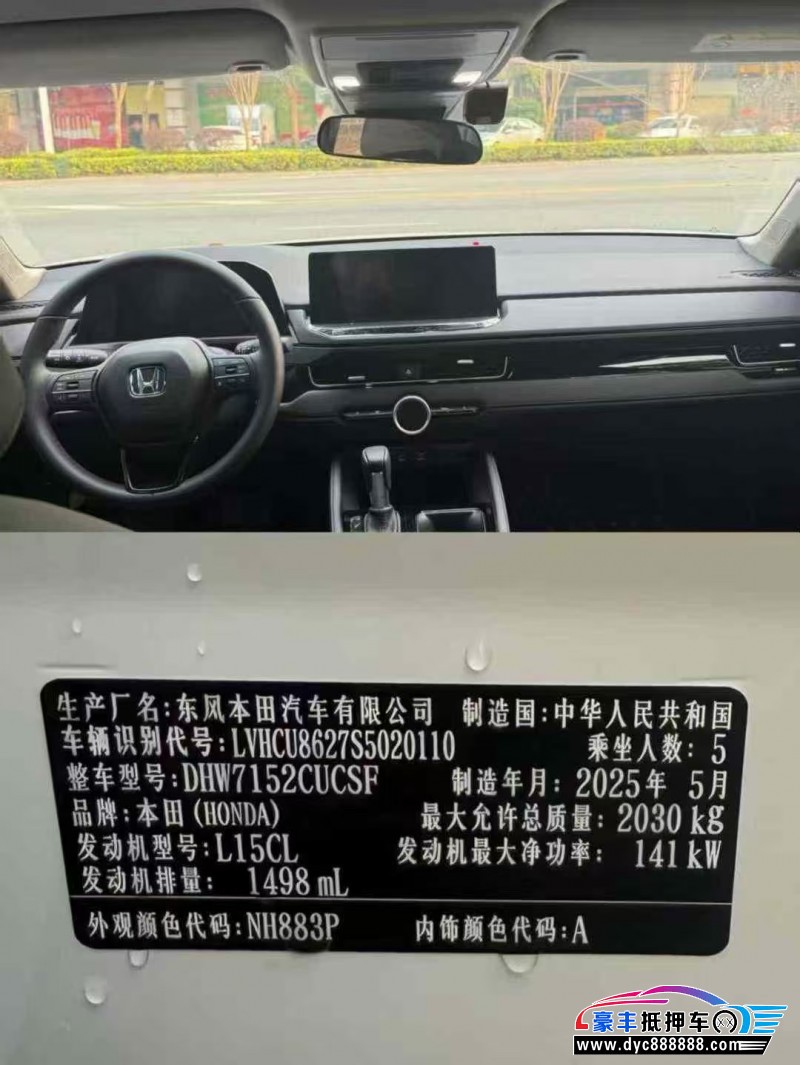 生产厂名:东风本田汽车有限公司 制造国:中华人民共和国
车辆识别代号:LVHCU8627S5020110 乘坐人数:5
整车型号:DHW7152CUCSF 制造年月:2025年 5月
品牌:本田(HONDA) 最大允许总质量:2030 kg
发动机型号:L15CL 发动机最大净功率: 141 kW
发动机排量: 1498 mL
外观颜色代码:NH883P 内饰颜色代码:A
豪丰抵押车
www.dyc888888.com